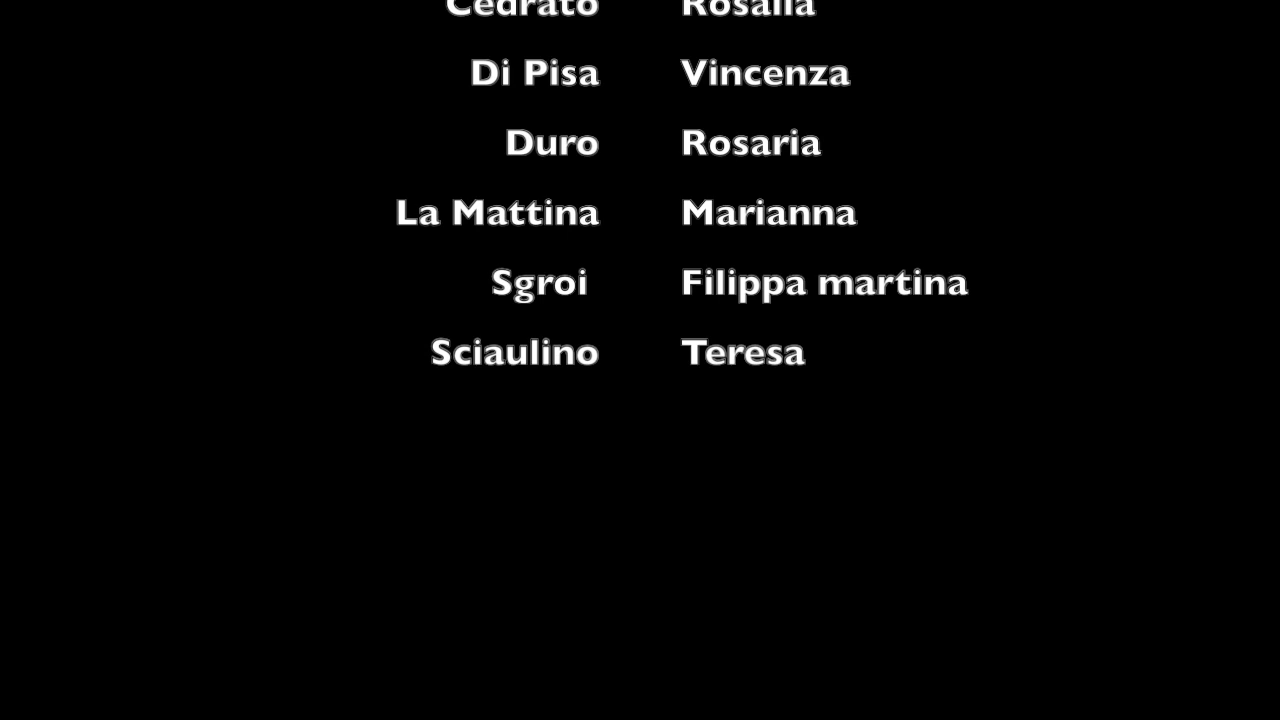 Cedrato Rosalia
Di Pisa Vincenza
Duro Rosaria
La Mattina Marianna
Sgroi Filippa martina
Sciaulino Teresa